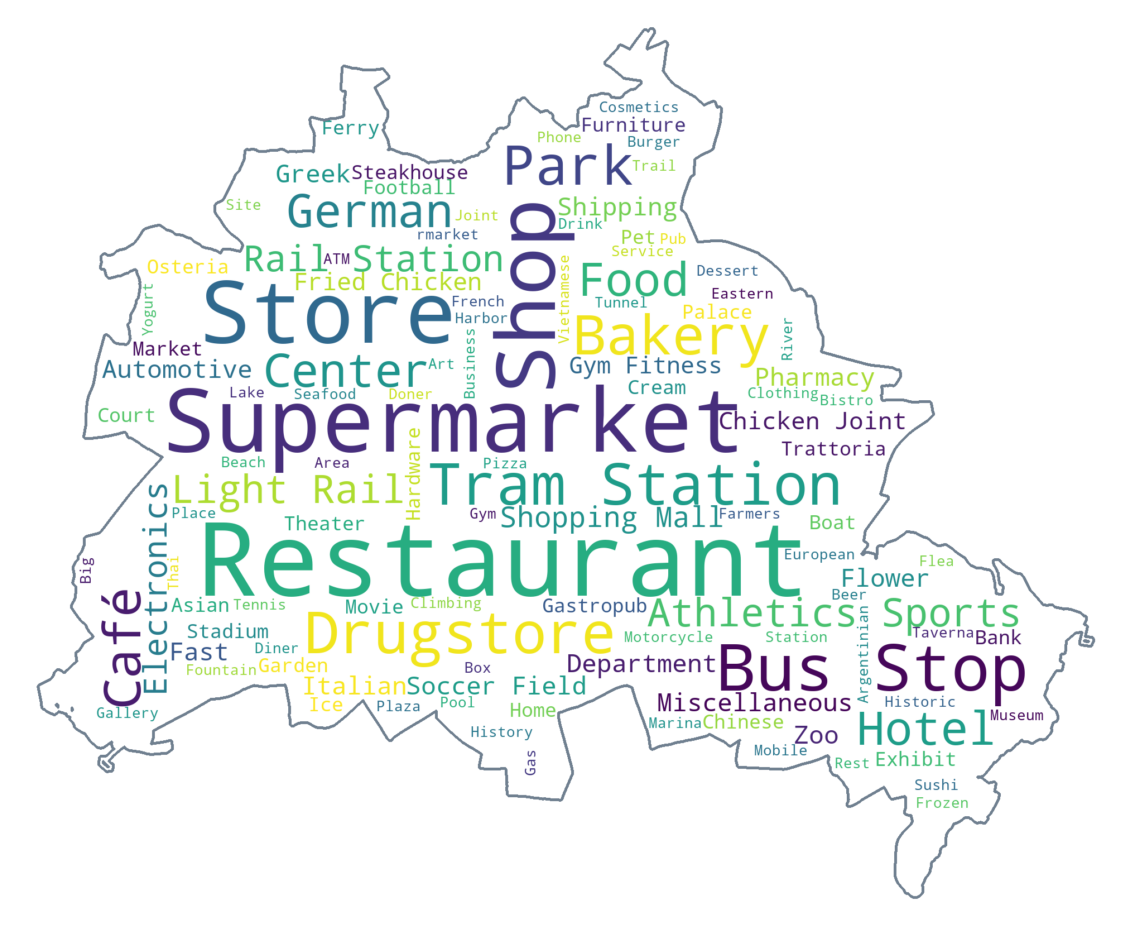 Cosmetics
Ferry
Furniture
Phone
Burger
Park
Trail
Greek
Steakhouse
Football
Site
German
Joint
shop
Shipping
Drink
rmarket
Pet
Pub
Service
Rail
ATM
Station
Osteria
Fried Chicken
Food
Dessert
Vietnamese
Eastern
Yogurt
Store
French
Harbor
Tunnel
Palace
Bakery
River
Market
Automotive
Center
Art
Business
Gym Fitness
Pharmacy
Cream
Lake
Seafood
Doner
Clothing
Bistro
Court
Supermarket
Chicken Joint
Trattoria
Beach
Area
Hardware
Pizza
Light Rail
Tram Station
Electronics
Place
Theater
Gym
Shopping Mall
Farmers
Boat
Restaurant
European
Big
Thai
Flea
Flower
Café
Asian
Tennis
Movie
Climbing
Gastropub
Beer
Athletics Sports
Stadium
Drugstore
Motorcycle
Station
Argentinian
Taverna
Bank
Fast
Diner
Fountain
Garden
Box
Department
Bus Stop
Italian
Soccer Field
Miscellaneous
Historic
Gallery
Ice
Plaza
Pool
Home
Marina
Chinese
Zoo
Hotel
Museum
History
Gas
Mobile
Rest
Exhibit
Sushi
Frozen